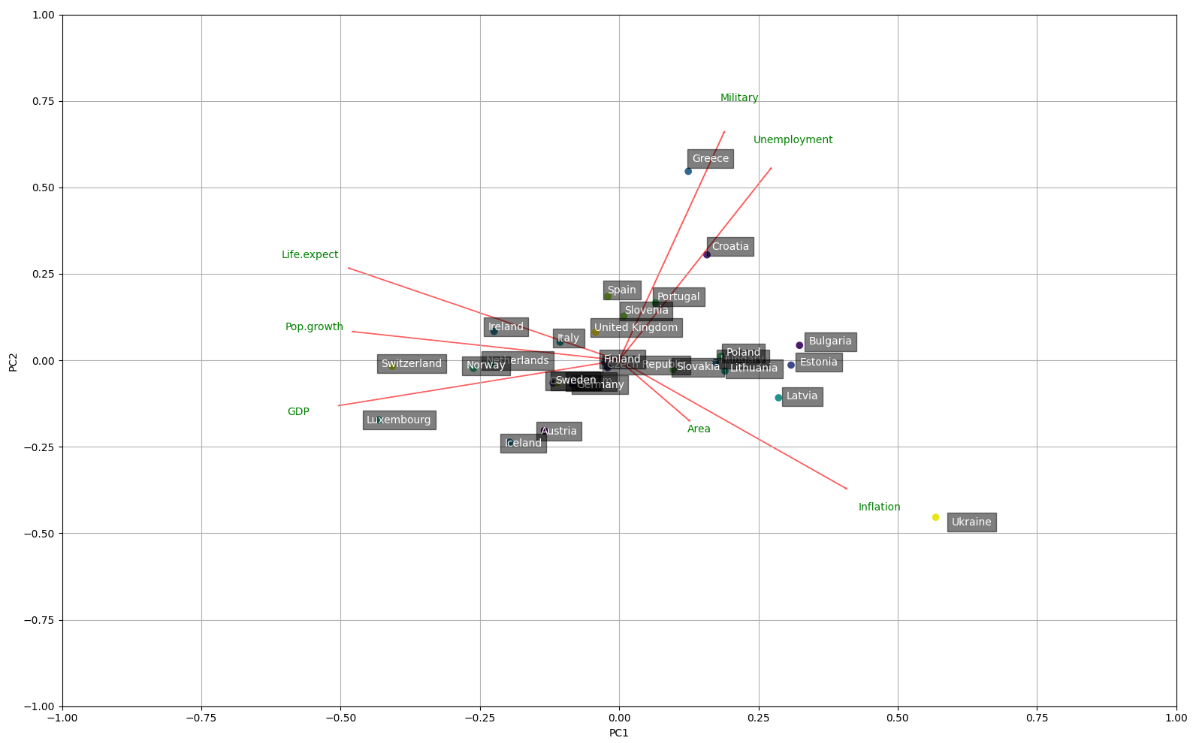 1.00
0.75
0.50
0.25
0.00
−0.25
−0.50
−0.75
−1.00
PC2
Military
Unemployment
Greece
Croatia
Life.expect
Spain
Portugal
Slovenia
Pop.growth
Ireland
United Kingdom
Italy
Bulgaria
Poland
Finland
Switzerland
Norway
Slovakia
Lithuania
Estonia
Sweden
Germany
Latvia
GDP
Luxembourg
Area
Austria
Iceland
Inflation
Ukraine
−1.00 −0.75 −0.50 −0.25 0.00 0.25 0.50 0.75 1.00
PC1